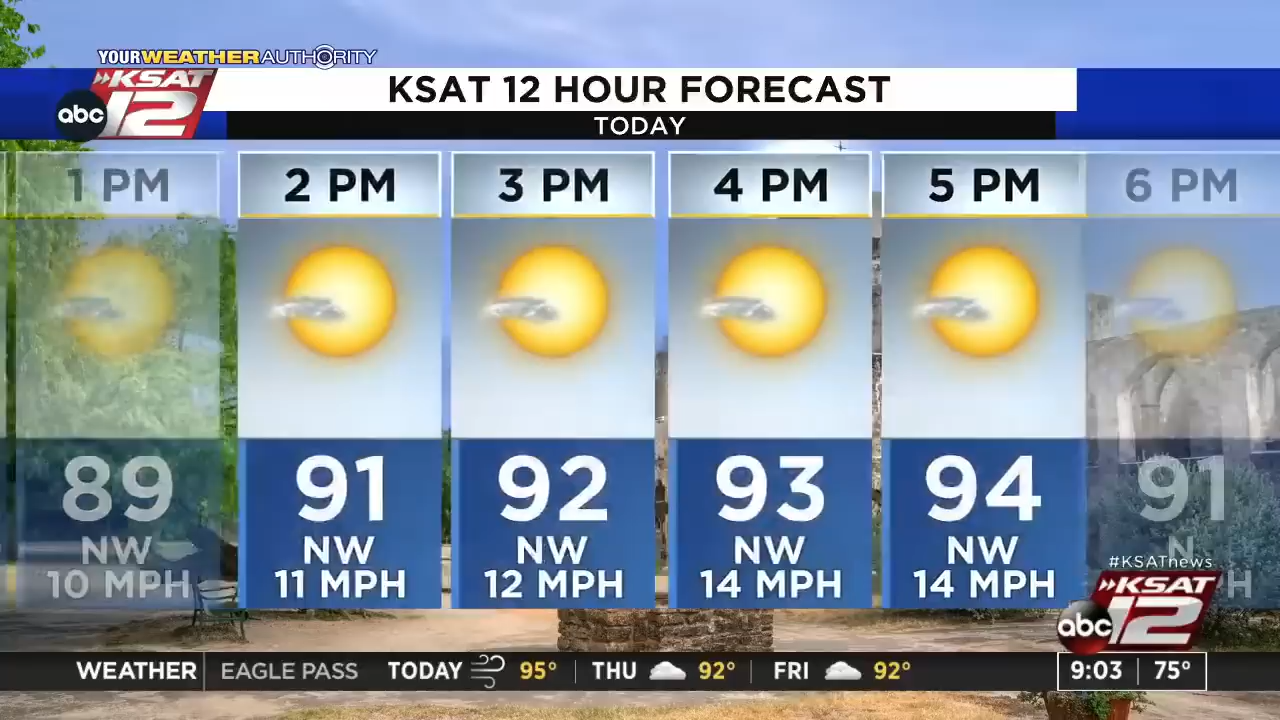 YOURWEATHERAUTHORITY
KSAT
abc 12
KSAT 12 HOUR FORECAST
TODAY
1 PM
2 PM
3 PM
4 PM
5 PM
6 PM
89
NW
10 MPH
91
NW
11 MPH
92
NW
12 MPH
93
NW
14 MPH
94
NW
14 MPH
91
N
H
#KSATnews
KSAT
abc 12
WEATHER EAGLE PASS TODAY 95° THU 92° FRI 92° 9:03 75°